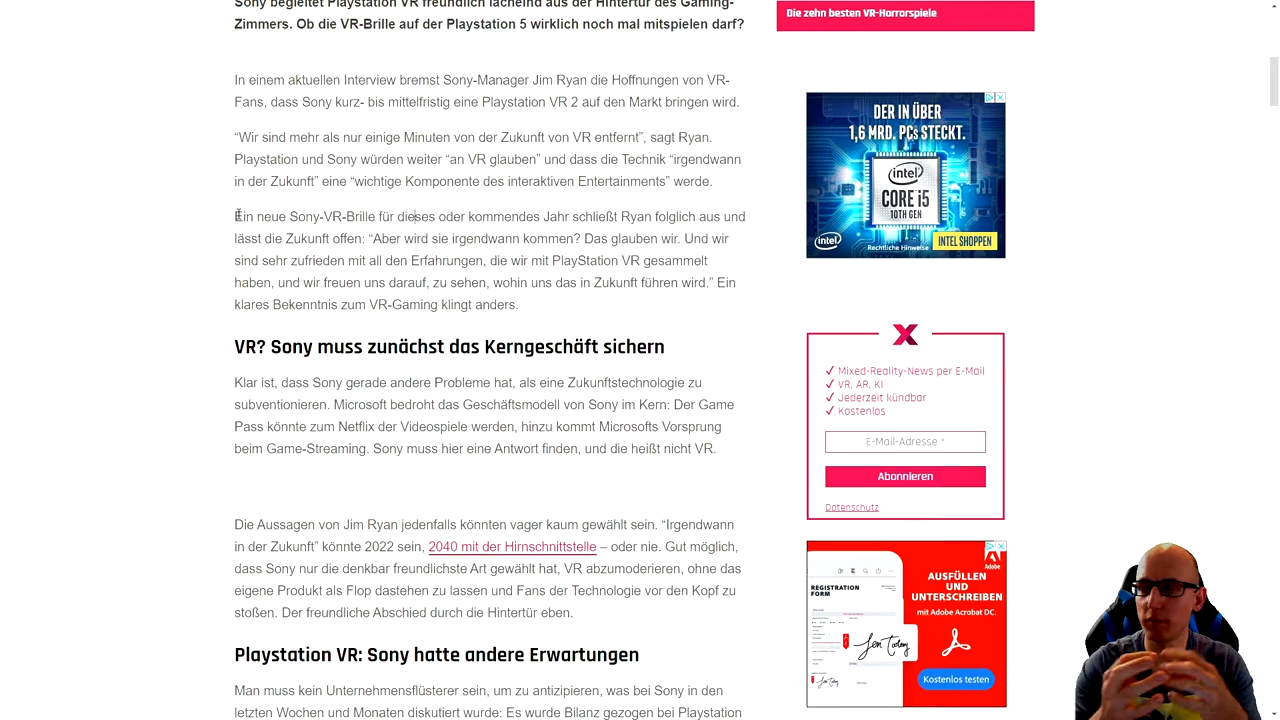 Sony begleitet Playstation VR freundlich lächelnd aus der Hintertür des Gaming-
Zimmers. Ob die VR-Brille auf der Playstation 5 wirklich noch mal mitspielen darf?
In einem aktuellen Interview bremst Sony-Manager Jim Ryan die Hoffnungen von VR-
Fans, dass Sony kurz- bis mittelfristig eine Playstation VR 2 auf den Markt bringen wird.
“Wir sind mehr als nur einige Minuten von der Zukunft von VR entfernt”, sagt Ryan.
Playstation und Sony würden weiter “an VR glauben” und dass die Technik “irgendwann
in der Zukunft” eine “wichtige Komponente des interaktiven Entertainments” werde.
Ein neue Sony-VR-Brille für dieses oder kommendes Jahr schließt Ryan folglich aus und
lässt die Zukunft offen: “Aber wird sie irgendwann kommen? Das glauben wir. Und wir
sind sehr zufrieden mit all den Erfahrungen, die wir mit PlayStation VR gesammelt
haben, und wir freuen uns darauf, zu sehen, wohin uns das in Zukunft führen wird.” Ein
klares Bekenntnis zum VR-Gaming klingt anders.
VR? Sony muss zunächst das Kerngeschäft sichern
Klar ist, dass Sony gerade andere Probleme hat, als eine Zukunftstechnologie zu
subventionieren. Microsoft bedroht das Geschäftsmodell von Sony im Kern: Der Game
Pass könnte zum Netflix der Videospiele werden, hinzu kommt Microsofts Vorsprung
beim Game-Streaming. Sony muss hier eine Antwort finden, und die heißt nicht VR.
Die Aussagen von Jim Ryan jedenfalls könnten vager kaum gewählt sein. “Irgendwann
in der Zukunft” könnte 2022 sein, 2040 mit der Hirnschnittstelle – oder nie. Gut möglich,
dass Sony nur die denkbar freundlichste Art gewählt hat, VR abzumoderieren, ohne das
eigene Produkt als Flop dastehen zu lassen und Fans der Technologie vor den Kopf zu
stoßen. Der freundliche Abschied durch die Hintertür eben.
Playstation VR: Sony hatte andere Erwartungen
Man muss kein Unternehmensflüsterer sein, um zu antizipieren, was bei Sony in den
letzten Wochen und Monaten diskutiert wurde: Es wurde Bilanz gezogen bei Playstation
Die zehn besten VR-Horrorspiele
DER IN ÜBER
1,6 MRD. PCs STECKT.
intel
CORE i5
10TH GEN
intel
Rechtliche Hinweise
INTEL SHOPPEN
X
✓ Mixed-Reality-News per E-Mail
✓ VR, AR, KI
✓ Jederzeit kündbar
✓ Kostenlos
E-Mail-Adresse *
Abonnieren
Datenschutz
Adobe
REGISTRATION
FORM
AUSFÜLLEN
UND
UNTERSCHREIBEN
mit Adobe Acrobat DC.
Kostenlos testen